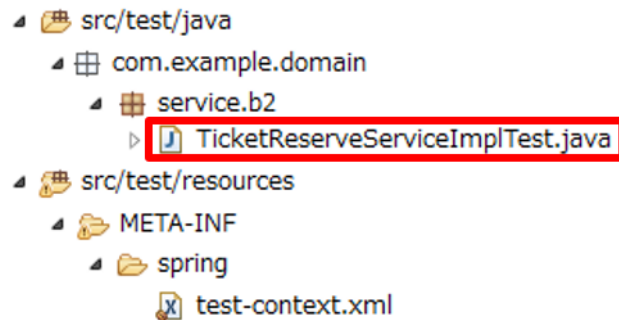 src/test/java
com.example.domain
service.b2
TicketReserveServiceImplTest.java
src/test/resources
META-INF
spring
test-context.xml